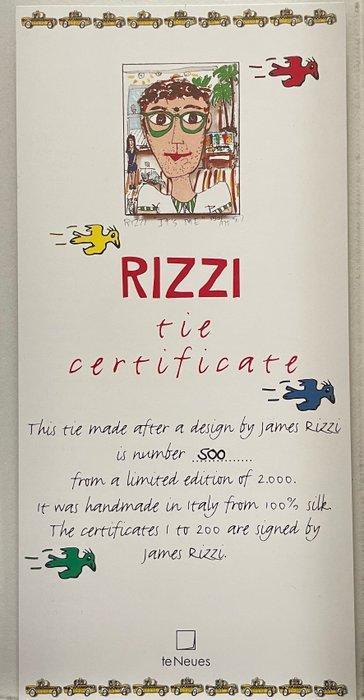 RIZZI
tie
certificate
This tie made after a design by James Rizzi
is number 500
from a limited edition of 2.000.
It was handmade in Italy from 100% silk.
The certificates 1 to 200 are signed by
James Rizzi.
teNeues